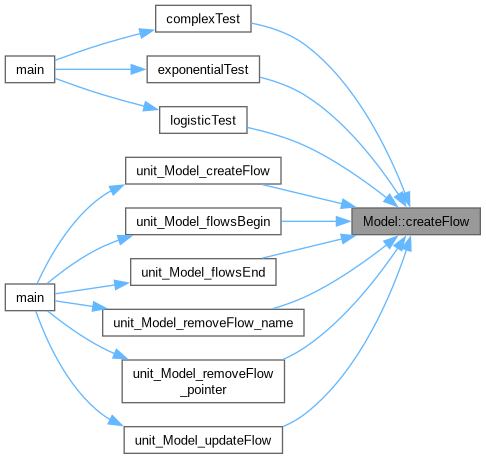 complexTest
main
exponentialTest
logisticTest
unit_Model_createFlow
unit_Model_flowsBegin
Model::createFlow
unit_Model_flowsEnd
main
unit_Model_removeFlow_name
unit_Model_removeFlow
_pointer
unit_Model_updateFlow